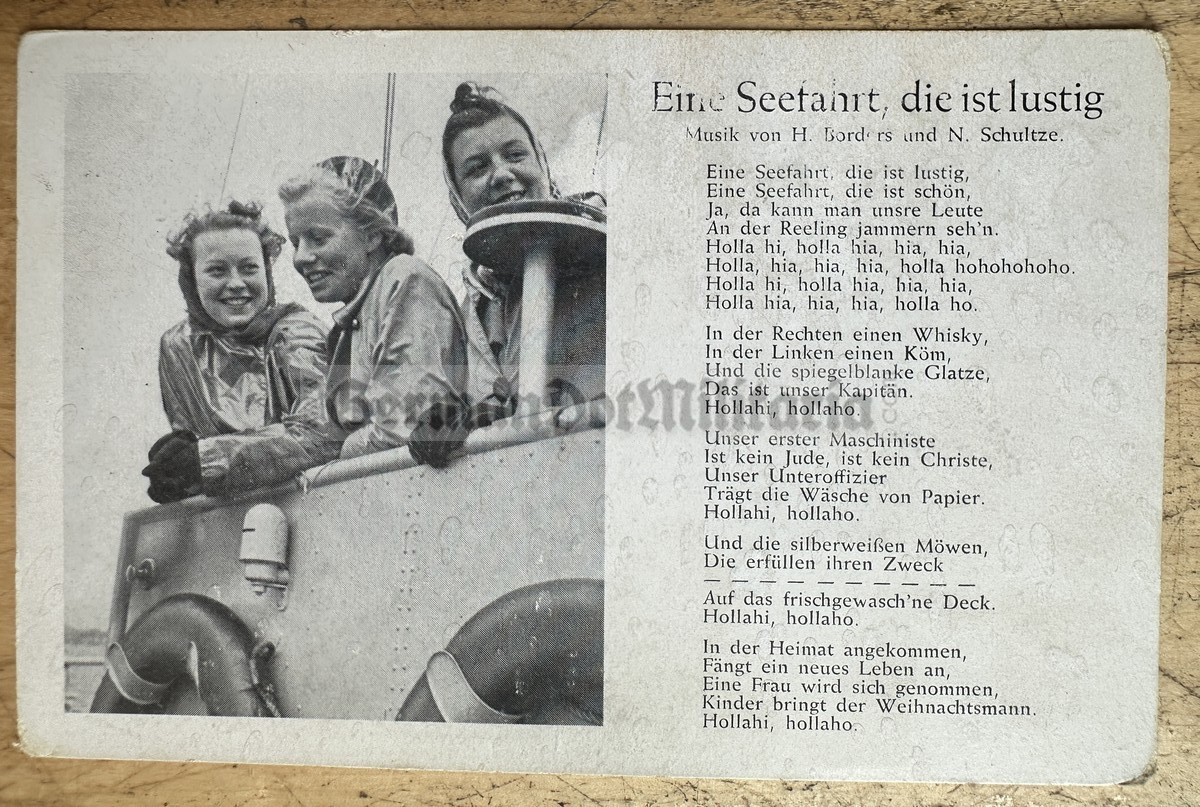 Eine Seefahrt, die ist lustig
Musik von H. Borders und N. Schultze.
Eine Seefahrt, die ist lustig,
Eine Seefahrt, die ist schön,
Ja, da kann man unsre Leute
An der Reeling jammern seh'n.
Holla hi, holla hia, hia, hia,
Holla, hia, hia, hia, holla hohohohoho.
Holla hi, holla hia, hia, hia,
Holla hia, hia, hia, holla ho.
In der Rechten einen Whisky,
In der Linken einen Köm,
Und die spiegelblanke Glatze,
Das ist unser Kapitän.
Hollahi, hollaho.
Unser erster Maschiniste
Ist kein Jude, ist kein Christe,
Unser Unteroffizier
Trägt die Wäsche von Papier.
Hollahi, hollaho.
Und die silberweißen Möwen,
Die erfüllen ihren Zweck
— — — — — — — — — —
Auf das frischgewasch'ne Deck.
Hollahi, hollaho.
In der Heimat angekommen,
Fängt ein neues Leben an,
Eine Frau wird sich genommen,
Kinder bringt der Weihnachtsmann.
Hollahi, hollaho.
GermanDotMilitaria